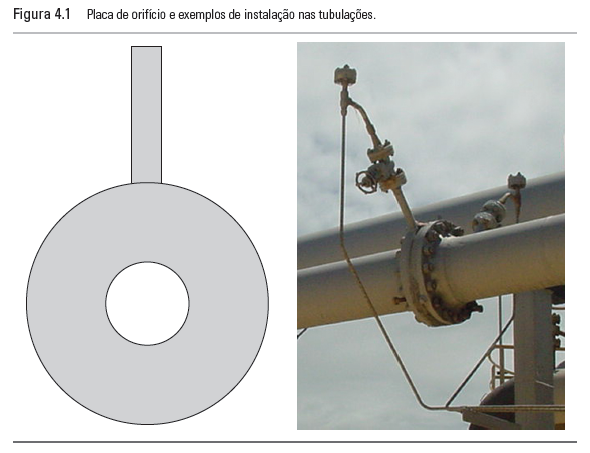 Figura 4.1 Placa de orifício e exemplos de instalação nas tubulações.